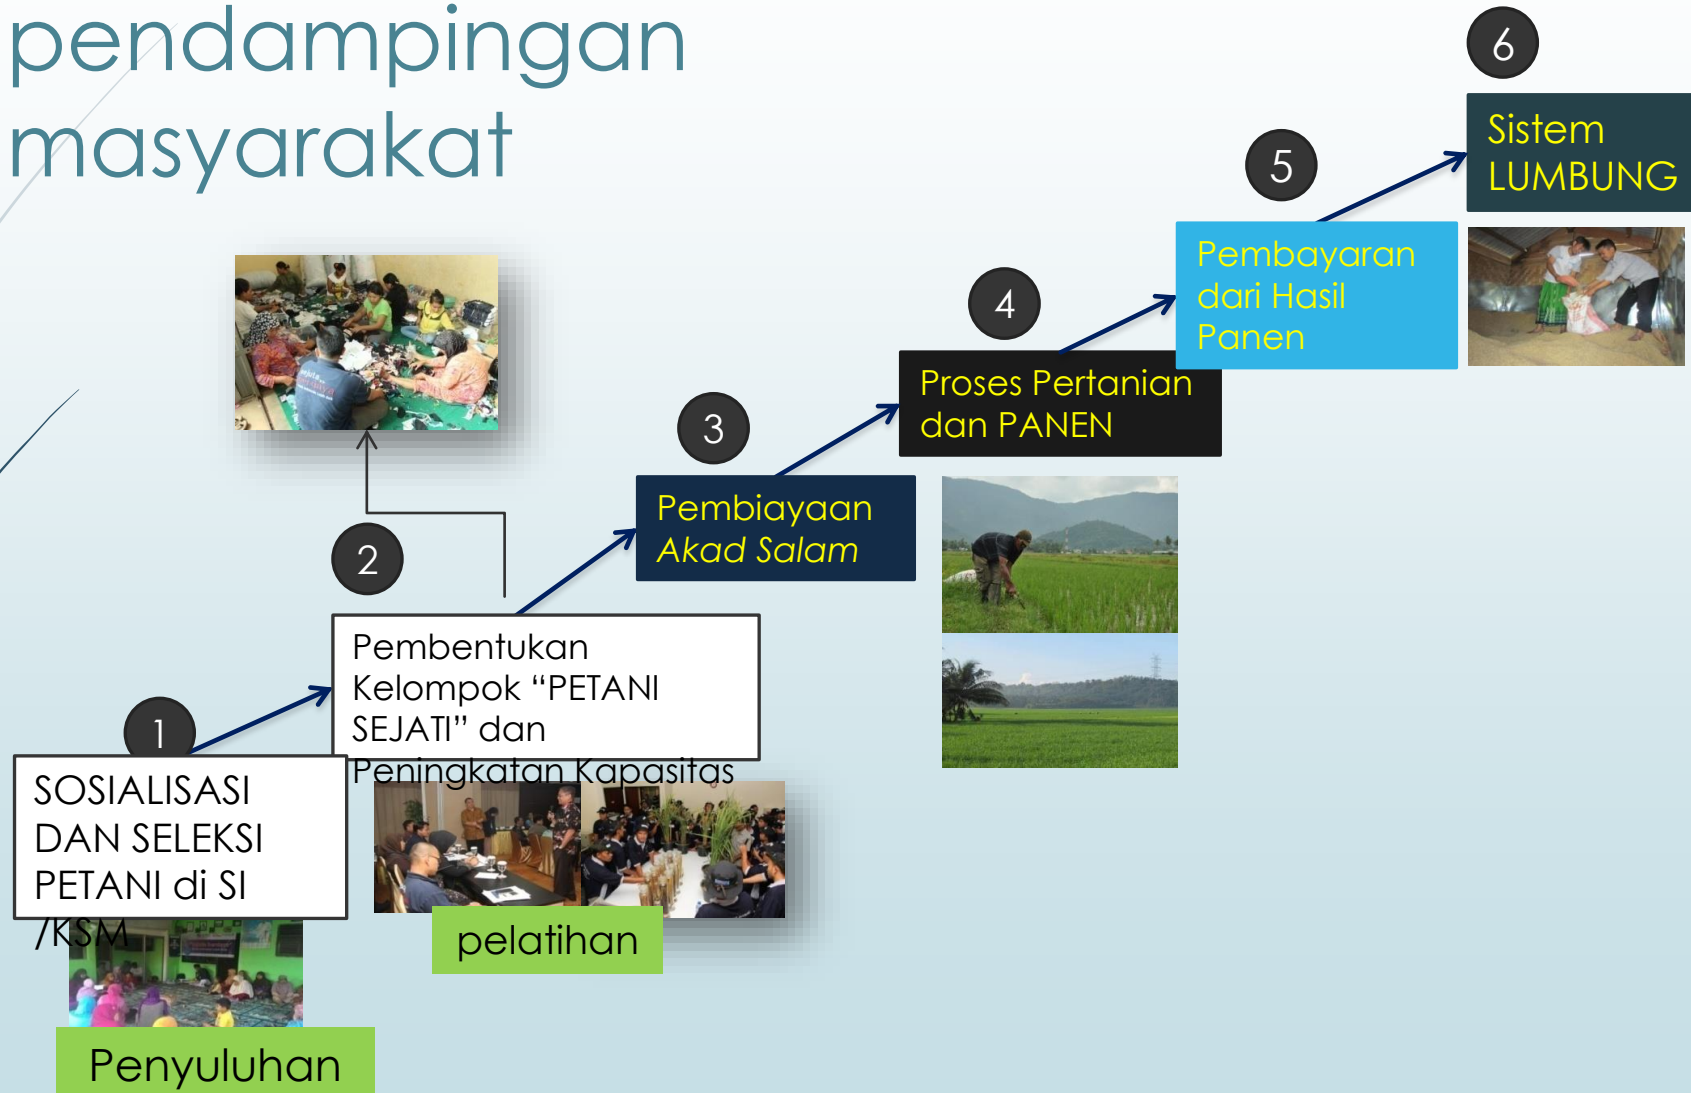 pendampingan
masyarakat
1
SOSIALISASI
DAN SELEKSI
PETANI di SI
/KSM
Penyuluhan
2
Pembentukan
Kelompok “PETANI
SEJATI” dan
Peningkatan Kapasitas
pelatihan
3
Pembiayaan
Akad Salam
4
Proses Pertanian
dan PANEN
5
Pembayaran
dari Hasil
Panen
6
Sistem
LUMBUNG